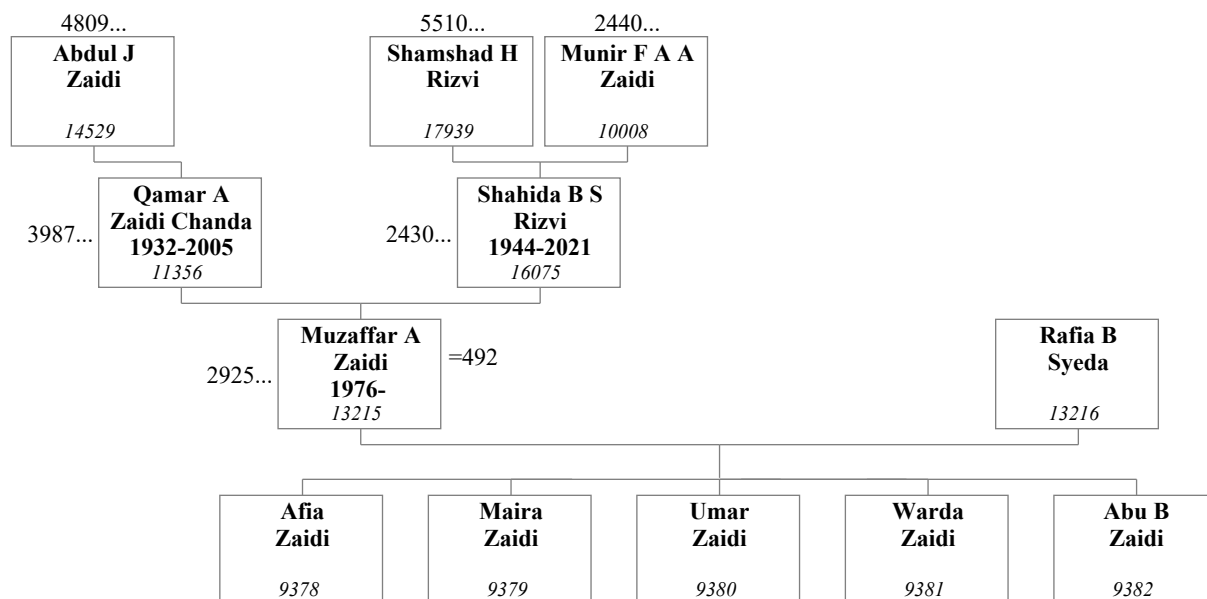 4809...
5510...
2440...
Abdul J
Zaidi
14529
Shamshad H
Rizvi
17939
Munir F A A
Zaidi
10008
3987...
Qamar A
Zaidi Chanda
1932-2005
11356
2430...
Shahida B S
Rizvi
1944-2021
16075
2925...
Muzaffar A
Zaidi
1976-
13215
=492
Rafia B
Syeda
13216
Afia
Zaidi
9378
Maira
Zaidi
9379
Umar
Zaidi
9380
Warda
Zaidi
9381
Abu B
Zaidi
9382